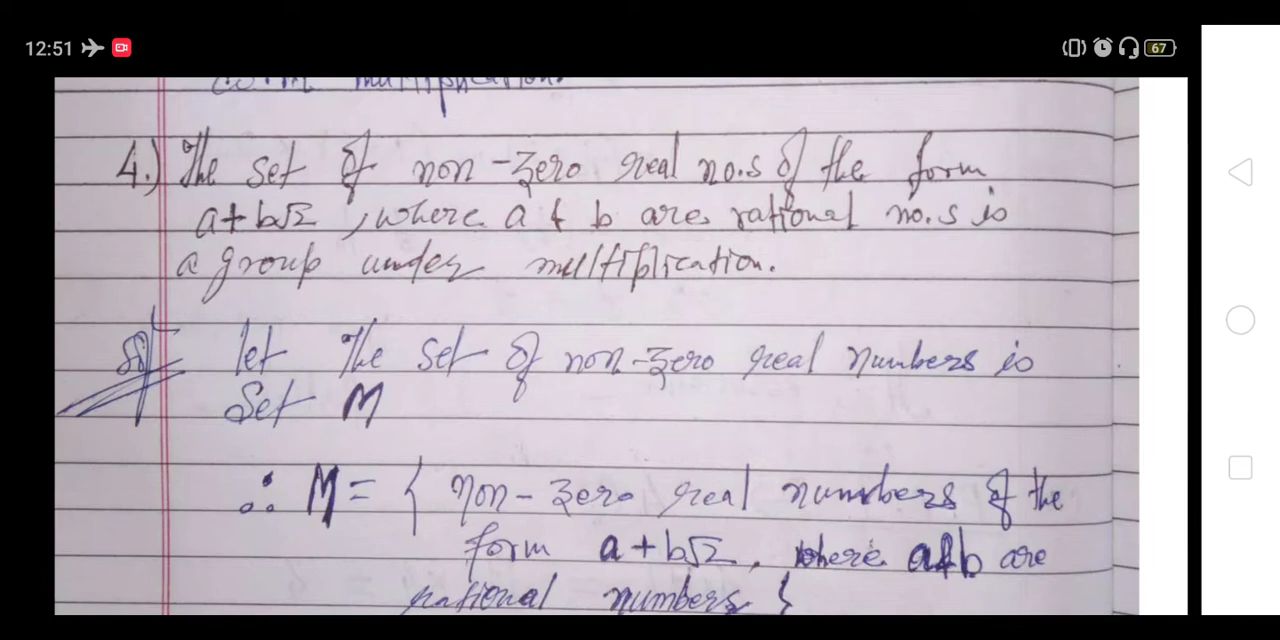 12:51
67
with multiplication.
4.) The set of non-zero real no.s of the form
a+b√2, where a & b are rational no.s is
a group under multiplication.
Sol
let the set of non-zero real numbers is
Set M
∴ M = { non-zero real numbers of the
form a+b√2, where a&b are
rational numbers }